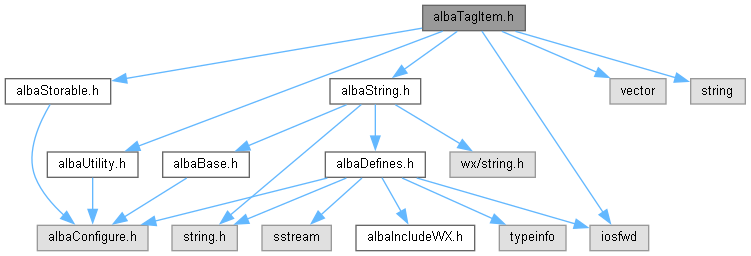 albaTagItem.h
albaStorable.h
albaString.h
vector
string
albaUtility.h
albaBase.h
albaDefines.h
wx/string.h
albaConfigure.h
string.h
sstream
albaIncludeWX.h
typeinfo
iosfwd